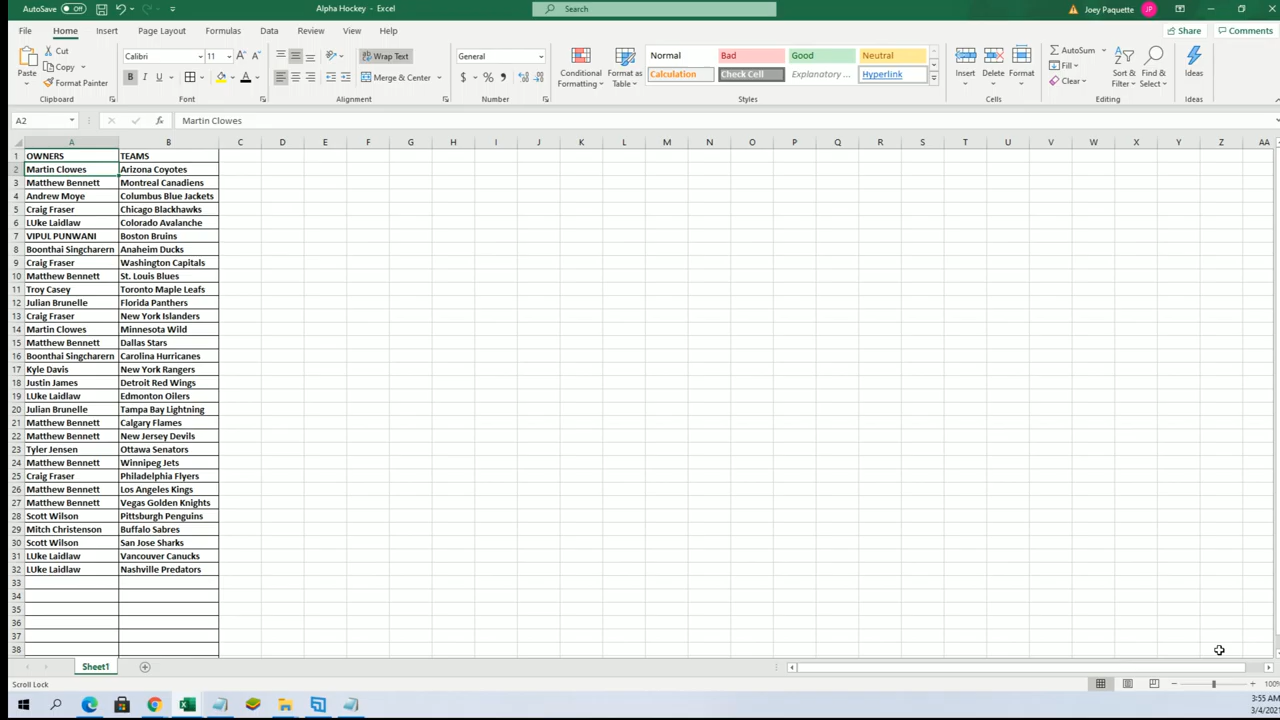 AutoSave Off
Alpha Hockey - Excel
Search
Joey Paquette
JP
File Home Insert Page Layout Formulas Data Review View Help
Share
Comments
Paste
Cut
Copy
Format Painter
Clipboard
Calibri
11
B I U
Font
Wrap Text
Merge & Center
Alignment
General
$ % ,
Number
Conditional Formatting
Format as Table
Normal Bad Good Neutral
Calculation Check Cell Explanatory ... Hyperlink
Styles
Insert Delete Format
Cells
AutoSum
Fill
Clear
Sort & Filter
Find & Select
Editing
Ideas
Ideas
A2
fx
Martin Clowes
A B C D E F G H I J K L M N O P Q R S T U V W X Y Z AA
1 OWNERS TEAMS
2 Martin Clowes Arizona Coyotes
3 Matthew Bennett Montreal Canadiens
4 Andrew Moye Columbus Blue Jackets
5 Craig Fraser Chicago Blackhawks
6 LUke Laidlaw Colorado Avalanche
7 VIPUL PUNWANI Boston Bruins
8 Boonthai Singcharern Anaheim Ducks
9 Craig Fraser Washington Capitals
10 Matthew Bennett St. Louis Blues
11 Troy Casey Toronto Maple Leafs
12 Julian Brunelle Florida Panthers
13 Craig Fraser New York Islanders
14 Martin Clowes Minnesota Wild
15 Matthew Bennett Dallas Stars
16 Boonthai Singcharern Carolina Hurricanes
17 Kyle Davis New York Rangers
18 Justin James Detroit Red Wings
19 LUke Laidlaw Edmonton Oilers
20 Julian Brunelle Tampa Bay Lightning
21 Matthew Bennett Calgary Flames
22 Matthew Bennett New Jersey Devils
23 Tyler Jensen Ottawa Senators
24 Matthew Bennett Winnipeg Jets
25 Craig Fraser Philadelphia Flyers
26 Matthew Bennett Los Angeles Kings
27 Matthew Bennett Vegas Golden Knights
28 Scott Wilson Pittsburgh Penguins
29 Mitch Christenson Buffalo Sabres
30 Scott Wilson San Jose Sharks
31 LUke Laidlaw Vancouver Canucks
32 LUke Laidlaw Nashville Predators
33
34
35
36
37
38
Sheet1
Scroll Lock
100%
3:55 AM
3/4/2021